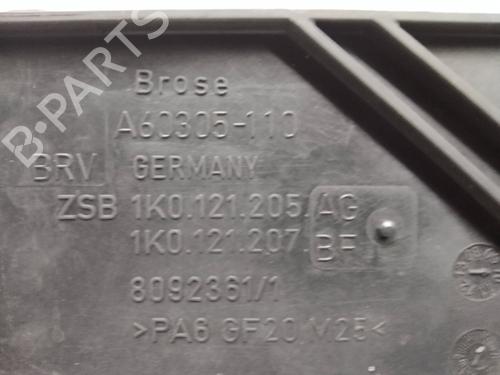 Brose
A60305-110
BRV GERMANY
ZSB 1K0.121.205. AG
1K0.121.207. BF
8092361/1
>PA6 GF20/M25<
B-PARTS